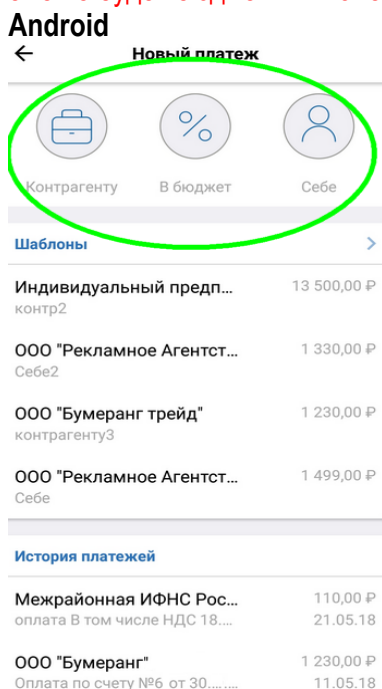 Android
Новый платеж
Контрагенту
В бюджет
Себе
Шаблоны
Индивидуальный предп...
13 500,00 ₽
контр2
ООО "Рекламное Агентст...
1 330,00 ₽
Себе2
ООО "Бумеранг трейд"
1 230,00 ₽
контрагенту3
ООО "Рекламное Агентст...
1 499,00 ₽
Себе
История платежей
Межрайонная ИФНС Рос...
110,00 ₽
оплата В том числе НДС 18....
21.05.18
ООО "Бумеранг"
1 230,00 ₽
Оплата по счету №6 от 30.......
11.05.18